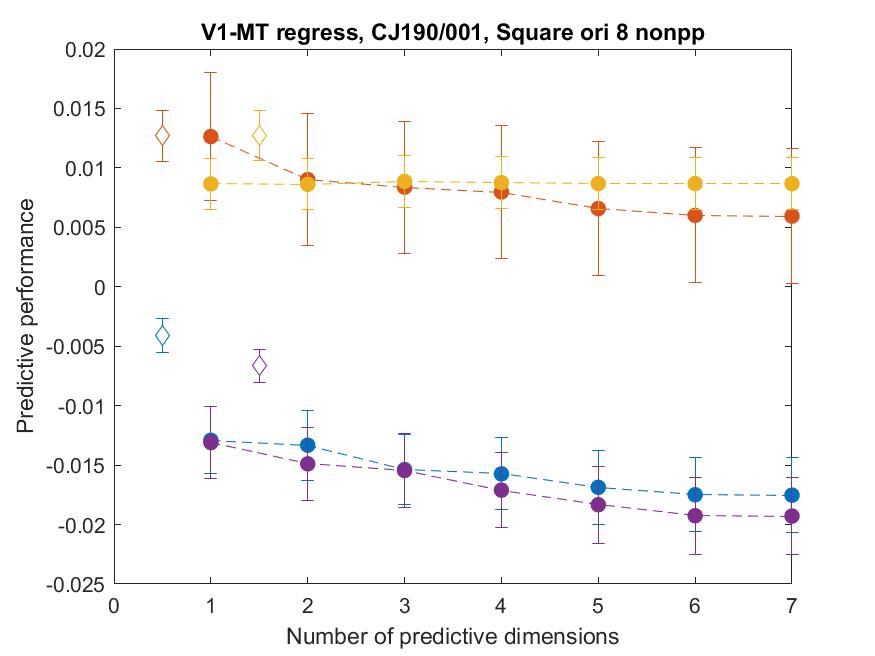 V1-MT regress, CJ190/001, Square ori 8 nonpp
0.02
0.015
0.01
0.005
0
-0.005
-0.01
-0.015
-0.02
-0.025
Predictive performance
0 1 2 3 4 5 6 7
Number of predictive dimensions